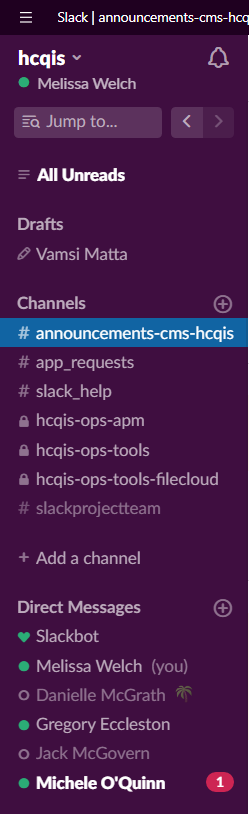 Slack | announcements-cms-hcq
hcqis
Melissa Welch
Jump to...
All Unreads
Drafts
Vamsi Matta
Channels
# announcements-cms-hcqis
# app_requests
# slack_help
hcqis-ops-apm
hcqis-ops-tools
hcqis-ops-tools-filecloud
# slackprojectteam
+ Add a channel
Direct Messages
Slackbot
Melissa Welch (you)
Danielle McGrath
Gregory Eccleston
Jack McGovern
Michele O'Quinn 1